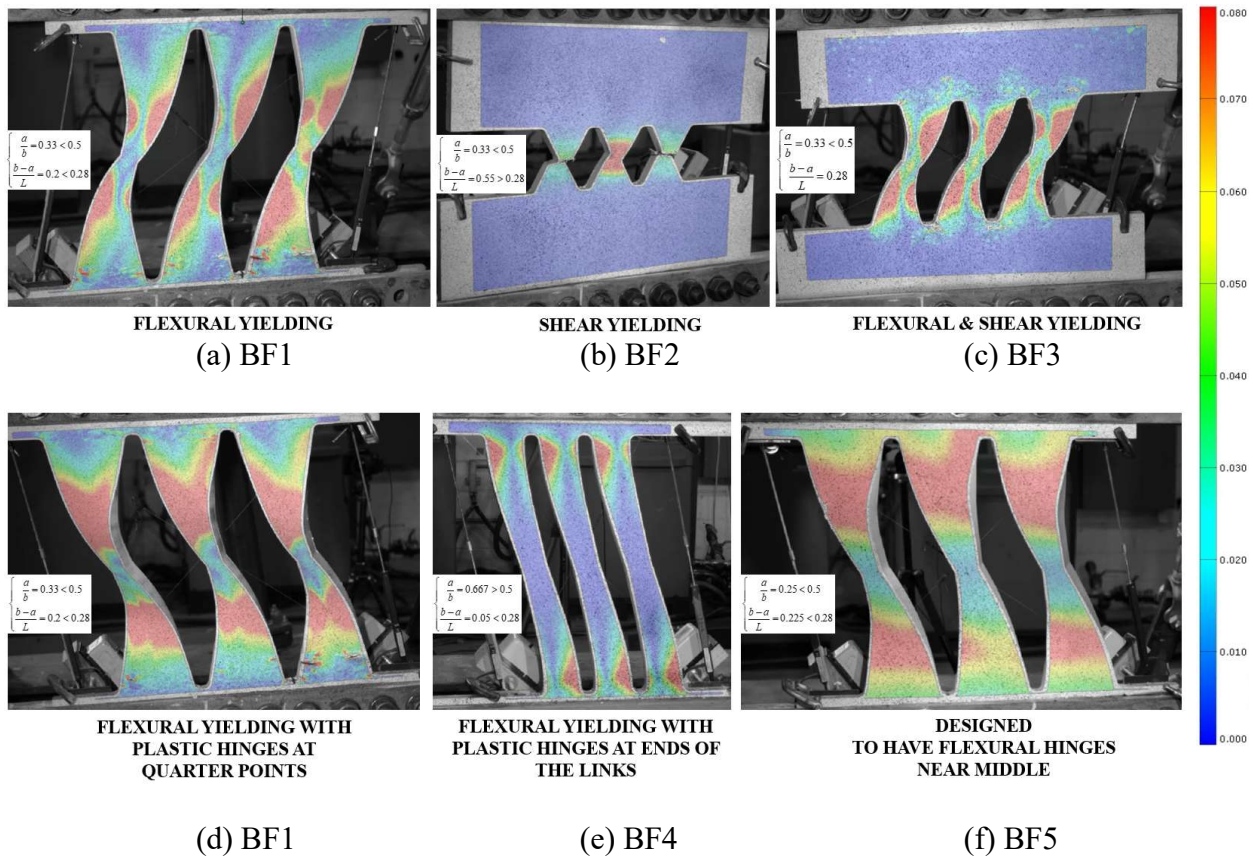 a/b = 0.33 < 0.5
(b−a)/L = 0.2 < 0.28
FLEXURAL YIELDING
(a) BF1
a/b = 0.33 < 0.5
(b−a)/L = 0.55 > 0.28
SHEAR YIELDING
(b) BF2
a/b = 0.33 < 0.5
(b−a)/L = 0.28
FLEXURAL & SHEAR YIELDING
(c) BF3
0.080
0.070
0.060
0.050
0.040
0.030
0.020
0.010
0.000
a/b = 0.33 < 0.5
(b−a)/L = 0.2 < 0.28
FLEXURAL YIELDING WITH
PLASTIC HINGES AT
QUARTER POINTS
(d) BF1
a/b = 0.667 > 0.5
(b−a)/L = 0.05 < 0.28
FLEXURAL YIELDING WITH
PLASTIC HINGES AT ENDS OF
THE LINKS
(e) BF4
a/b = 0.25 < 0.5
(b−a)/L = 0.225 < 0.28
DESIGNED
TO HAVE FLEXURAL HINGES
NEAR MIDDLE
(f) BF5